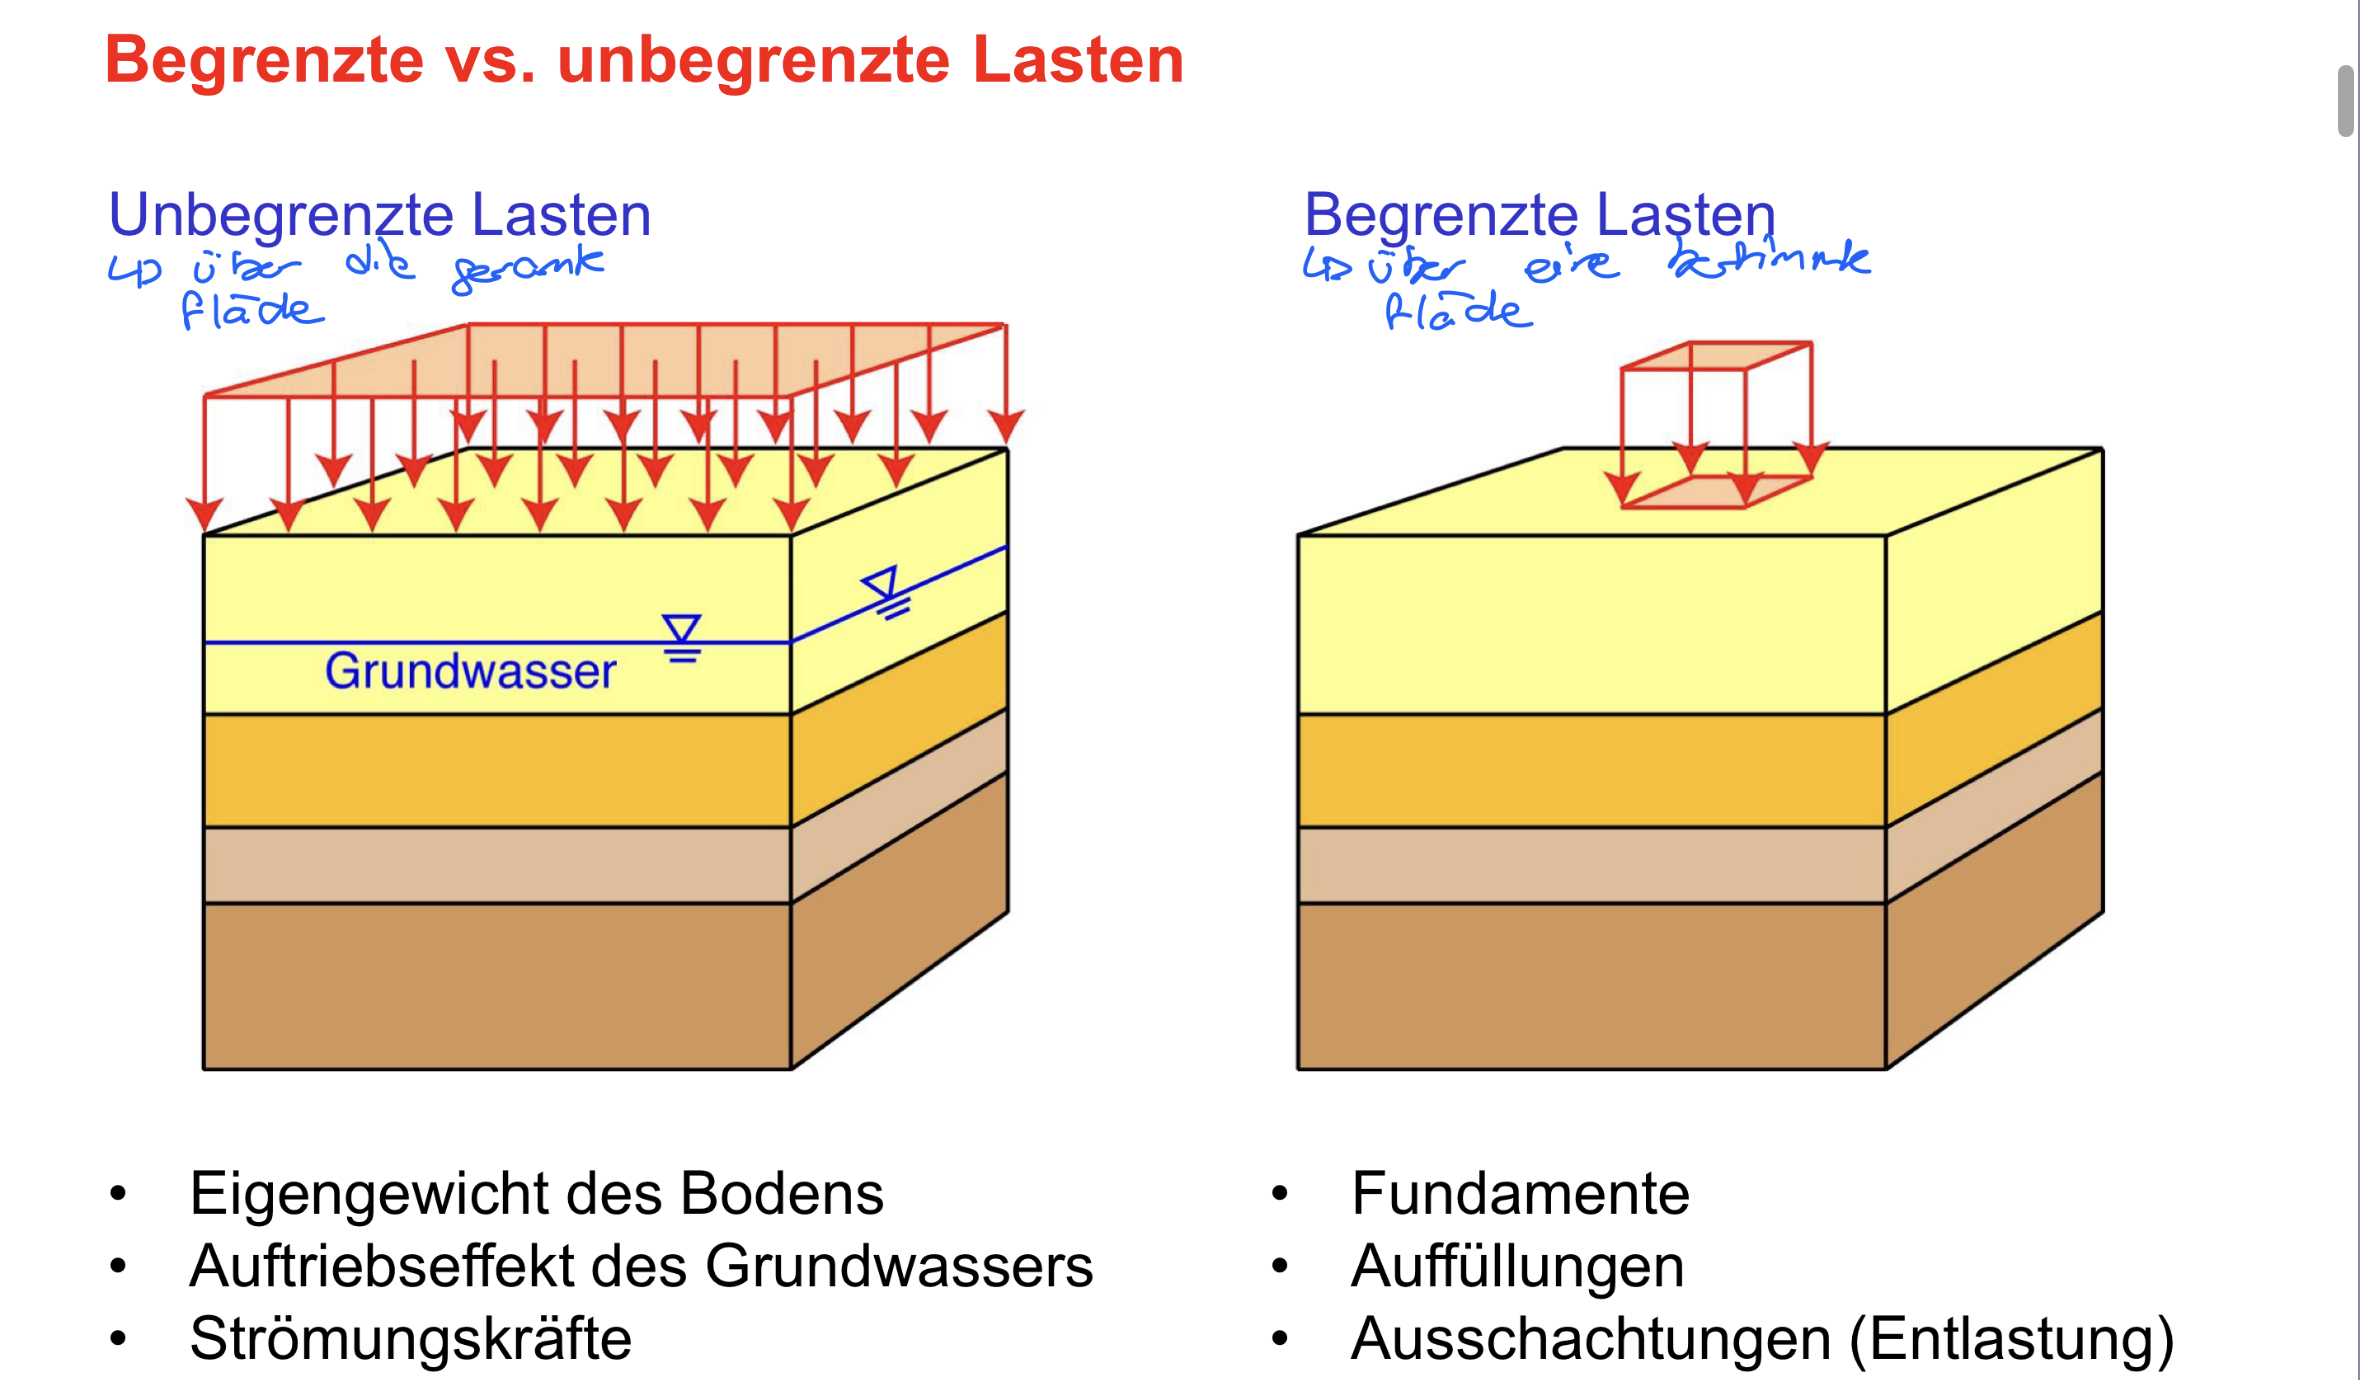 Begrenzte vs. unbegrenzte Lasten
Unbegrenzte Lasten
↳ über die gesamte
Fläche
Grundwasser
• Eigengewicht des Bodens
• Auftriebseffekt des Grundwassers
• Strömungskräfte
Begrenzte Lasten
↳ über eine bestimmte
Fläche
• Fundamente
• Auffüllungen
• Ausschachtungen (Entlastung)